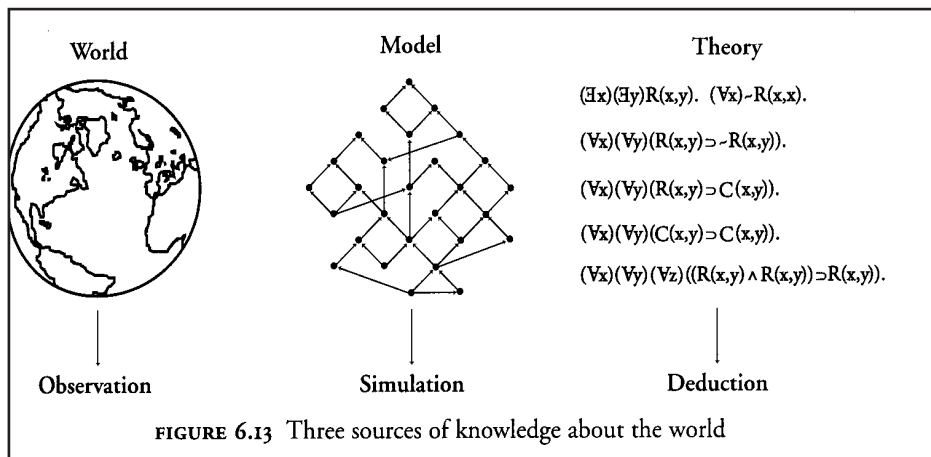 World
Model
Theory
(∃x)(∃y)R(x,y). (∀x)~R(x,x).
(∀x)(∀y)(R(x,y)⊃~R(x,y)).
(∀x)(∀y)(R(x,y)⊃C(x,y)).
(∀x)(∀y)(C(x,y)⊃C(x,y)).
(∀x)(∀y)(∀z)((R(x,y)∧R(x,y))⊃R(x,y)).
Observation
Simulation
Deduction
FIGURE 6.13 Three sources of knowledge about the world